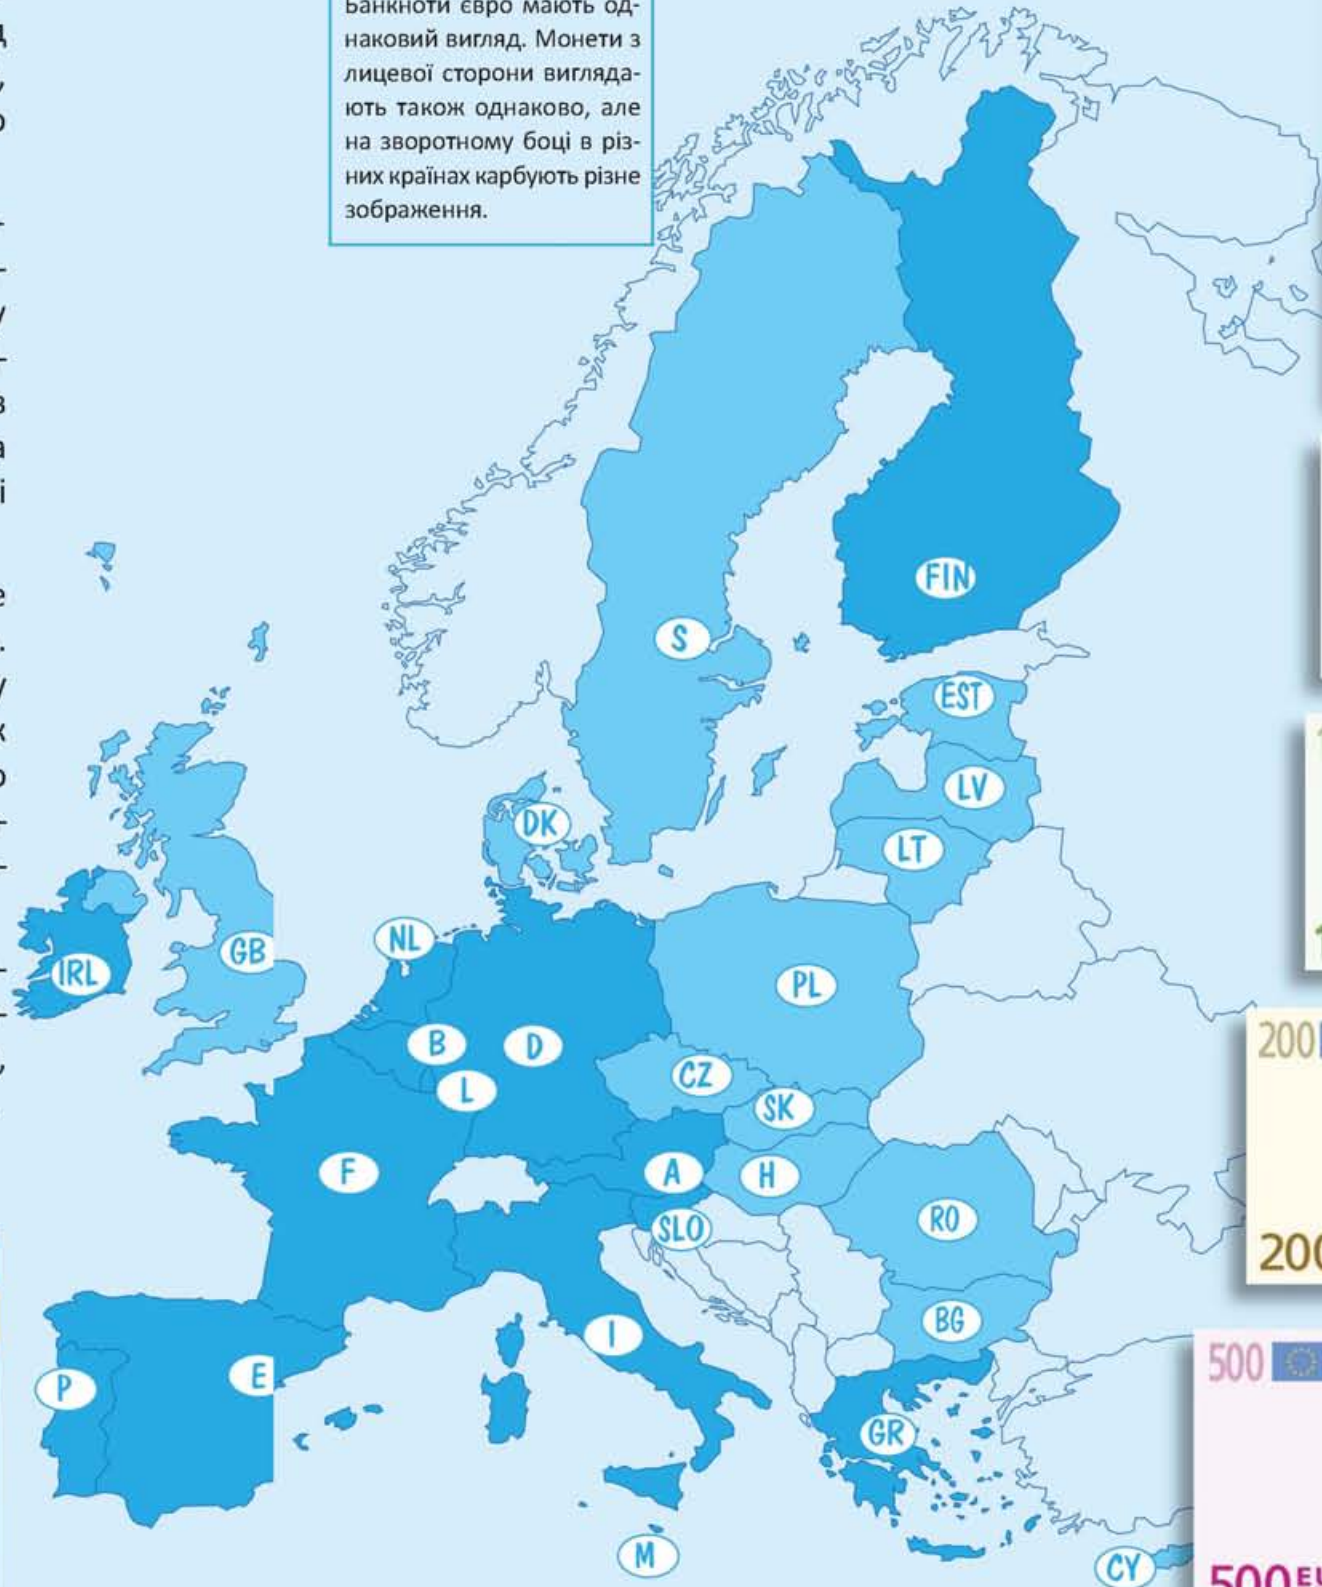 Банкноти євро мають од-
наковий вигляд. Монети з
лицевої сторони вигляда-
ють також однаково, але
на зворотному боці в різ-
них країнах карбують різне
зображення.
FIN
S
EST
LV
DK
LT
NL
GB
IRL
PL
B
D
CZ
L
SK
F
A
H
SLO
RO
BG
I
P
E
GR
M
CY
200
200
500
500EU